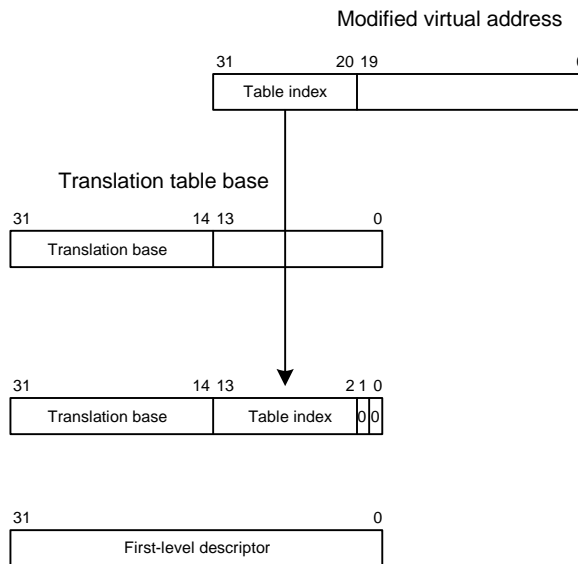 Modified virtual address
31 20 19
Table index
Translation table base
31 14 13 0
Translation base
31 14 13 2 1 0
Translation base Table index 0 0
31 0
First-level descriptor